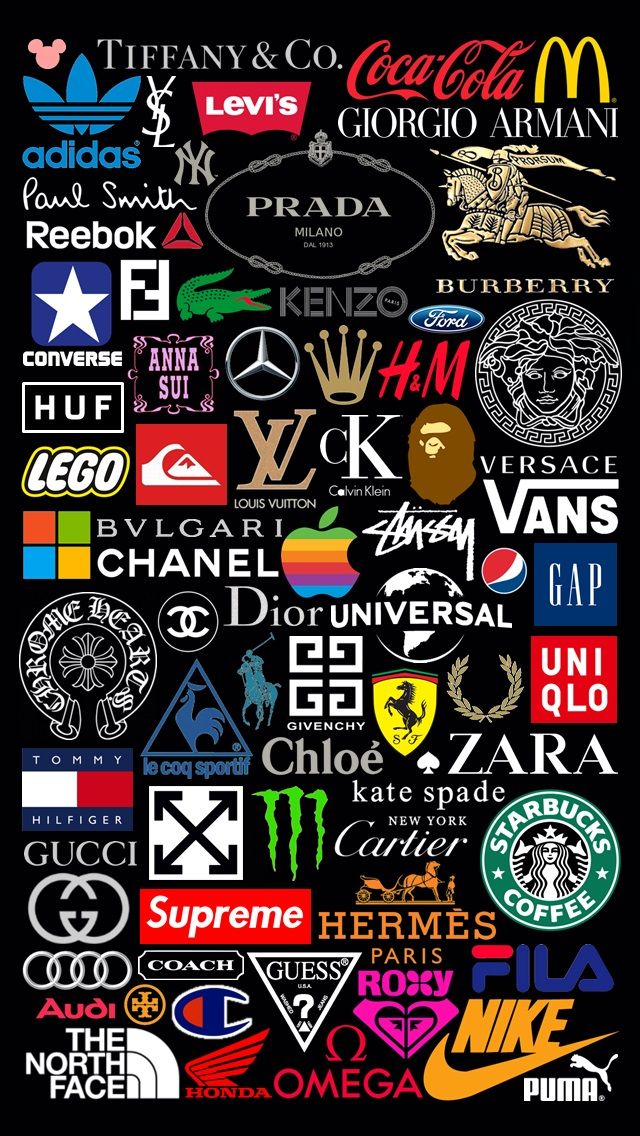 TIFFANY & CO.
Coca-Cola
M
adidas
YSL
LEVI'S
GIORGIO ARMANI
NY
Paul Smith
PRADA
MILANO
DAL 1913
PRORSUM
Reebok
BURBERRY
KENZO
PARIS
Ford
CONVERSE
ANNA
SUI
H&M
HUF
LEGO
LV
LOUIS VUITTON
cK
Calvin Klein
VERSACE
VANS
BVLGARI
CHANEL
Stüssy
GAP
Dior
UNIVERSAL
CHROME HEARTS
GIVENCHY
S F
UNI
QLO
le coq sportif
Chloé
ZARA
TOMMY
HILFIGER
kate spade
NEW YORK
Cartier
STARBUCKS
COFFEE
GUCCI
Supreme
HERMÈS
PARIS
COACH
GUESS
U.S.A.
WASHED
?
JEANS
ROXY
FILA
Audi
C
NIKE
THE
NORTH
FACE
HONDA
Ω
OMEGA
PUMA